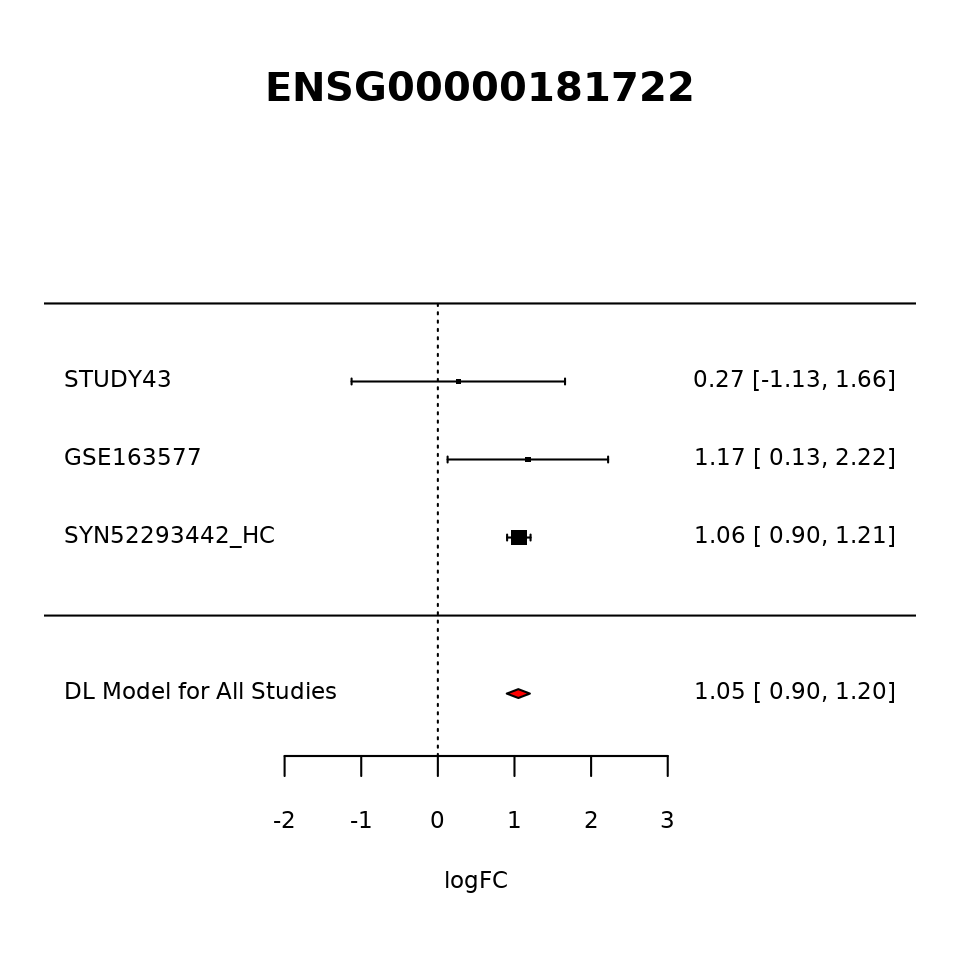 ENSG00000181722
STUDY43 0.27 [-1.13, 1.66]
GSE163577 1.17 [ 0.13, 2.22]
SYN52293442_HC 1.06 [ 0.90, 1.21]
DL Model for All Studies 1.05 [ 0.90, 1.20]
-2 -1 0 1 2 3
logFC